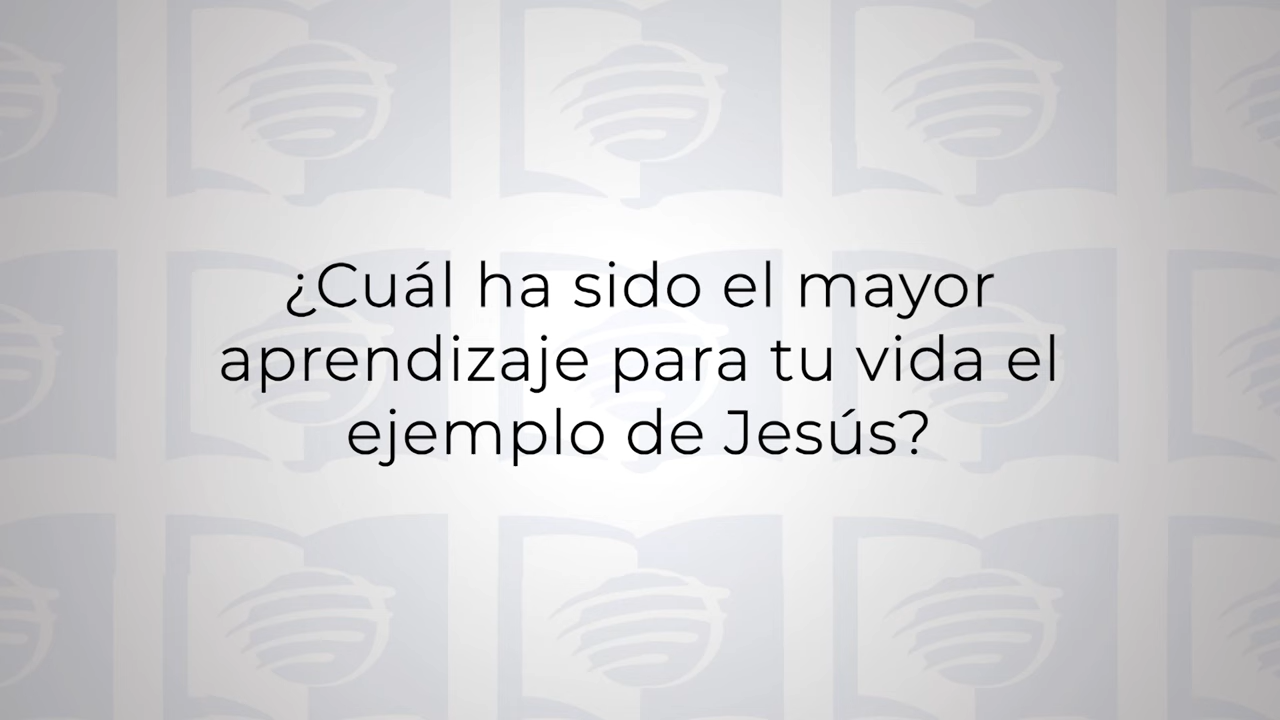 ¿Cuál ha sido el mayor
aprendizaje para tu vida el
ejemplo de Jesús?